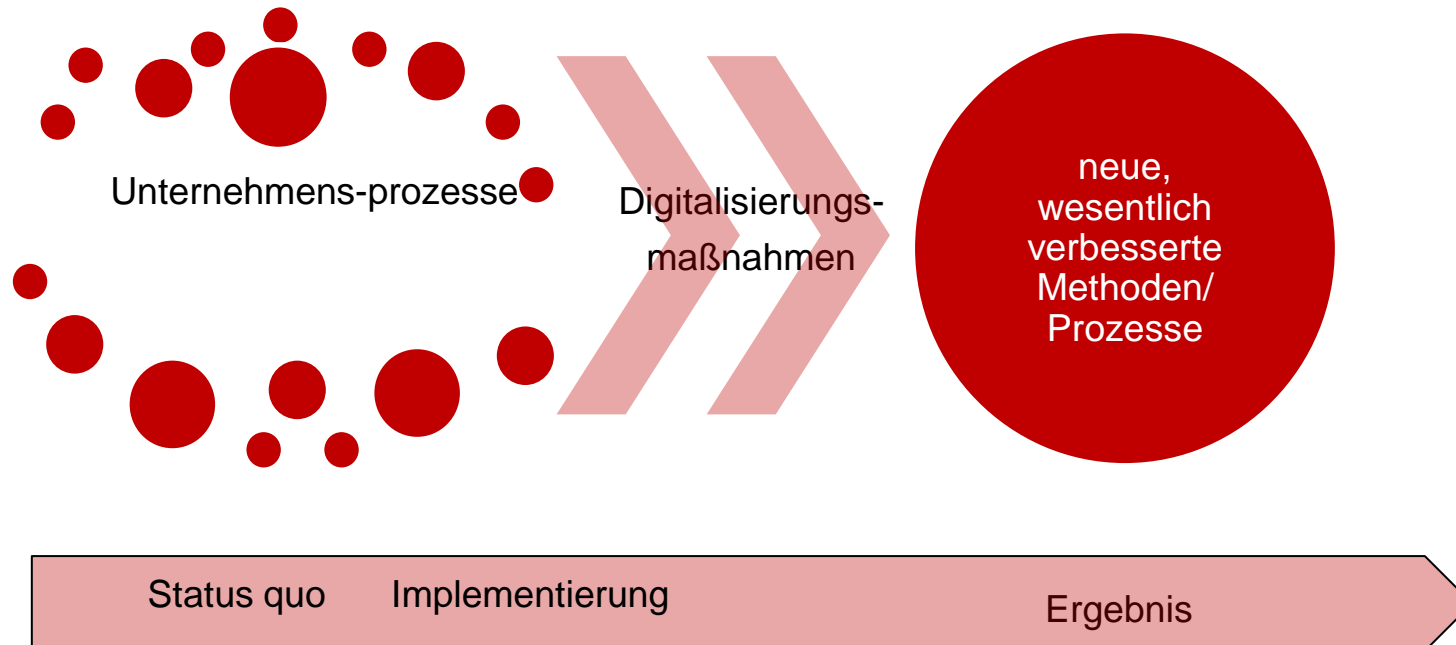 Unternehmens-prozesse
Digitalisierungs-
maßnahmen
neue,
wesentlich
verbesserte
Methoden/
Prozesse
Status quo
Implementierung
Ergebnis